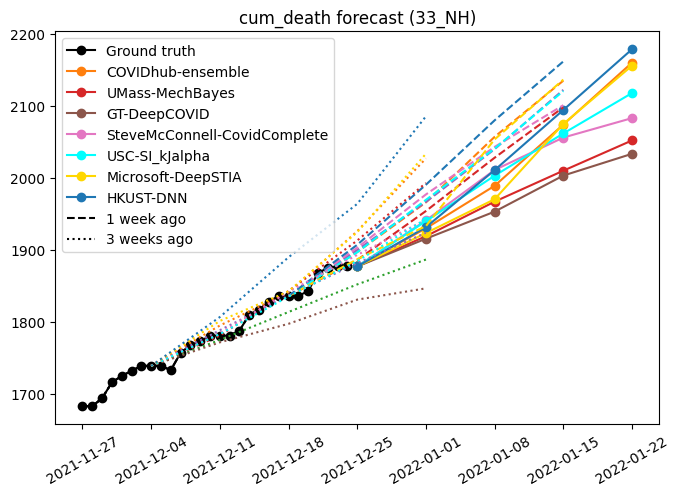 cum_death forecast (33_NH)
2200
2100
2000
1900
1800
1700
Ground truth
COVIDhub-ensemble
UMass-MechBayes
GT-DeepCOVID
SteveMcConnell-CovidComplete
USC-SI_kJalpha
Microsoft-DeepSTIA
HKUST-DNN
1 week ago
3 weeks ago
2021-11-27
2021-12-04
2021-12-11
2021-12-18
2021-12-25
2022-01-01
2022-01-08
2022-01-15
2022-01-22